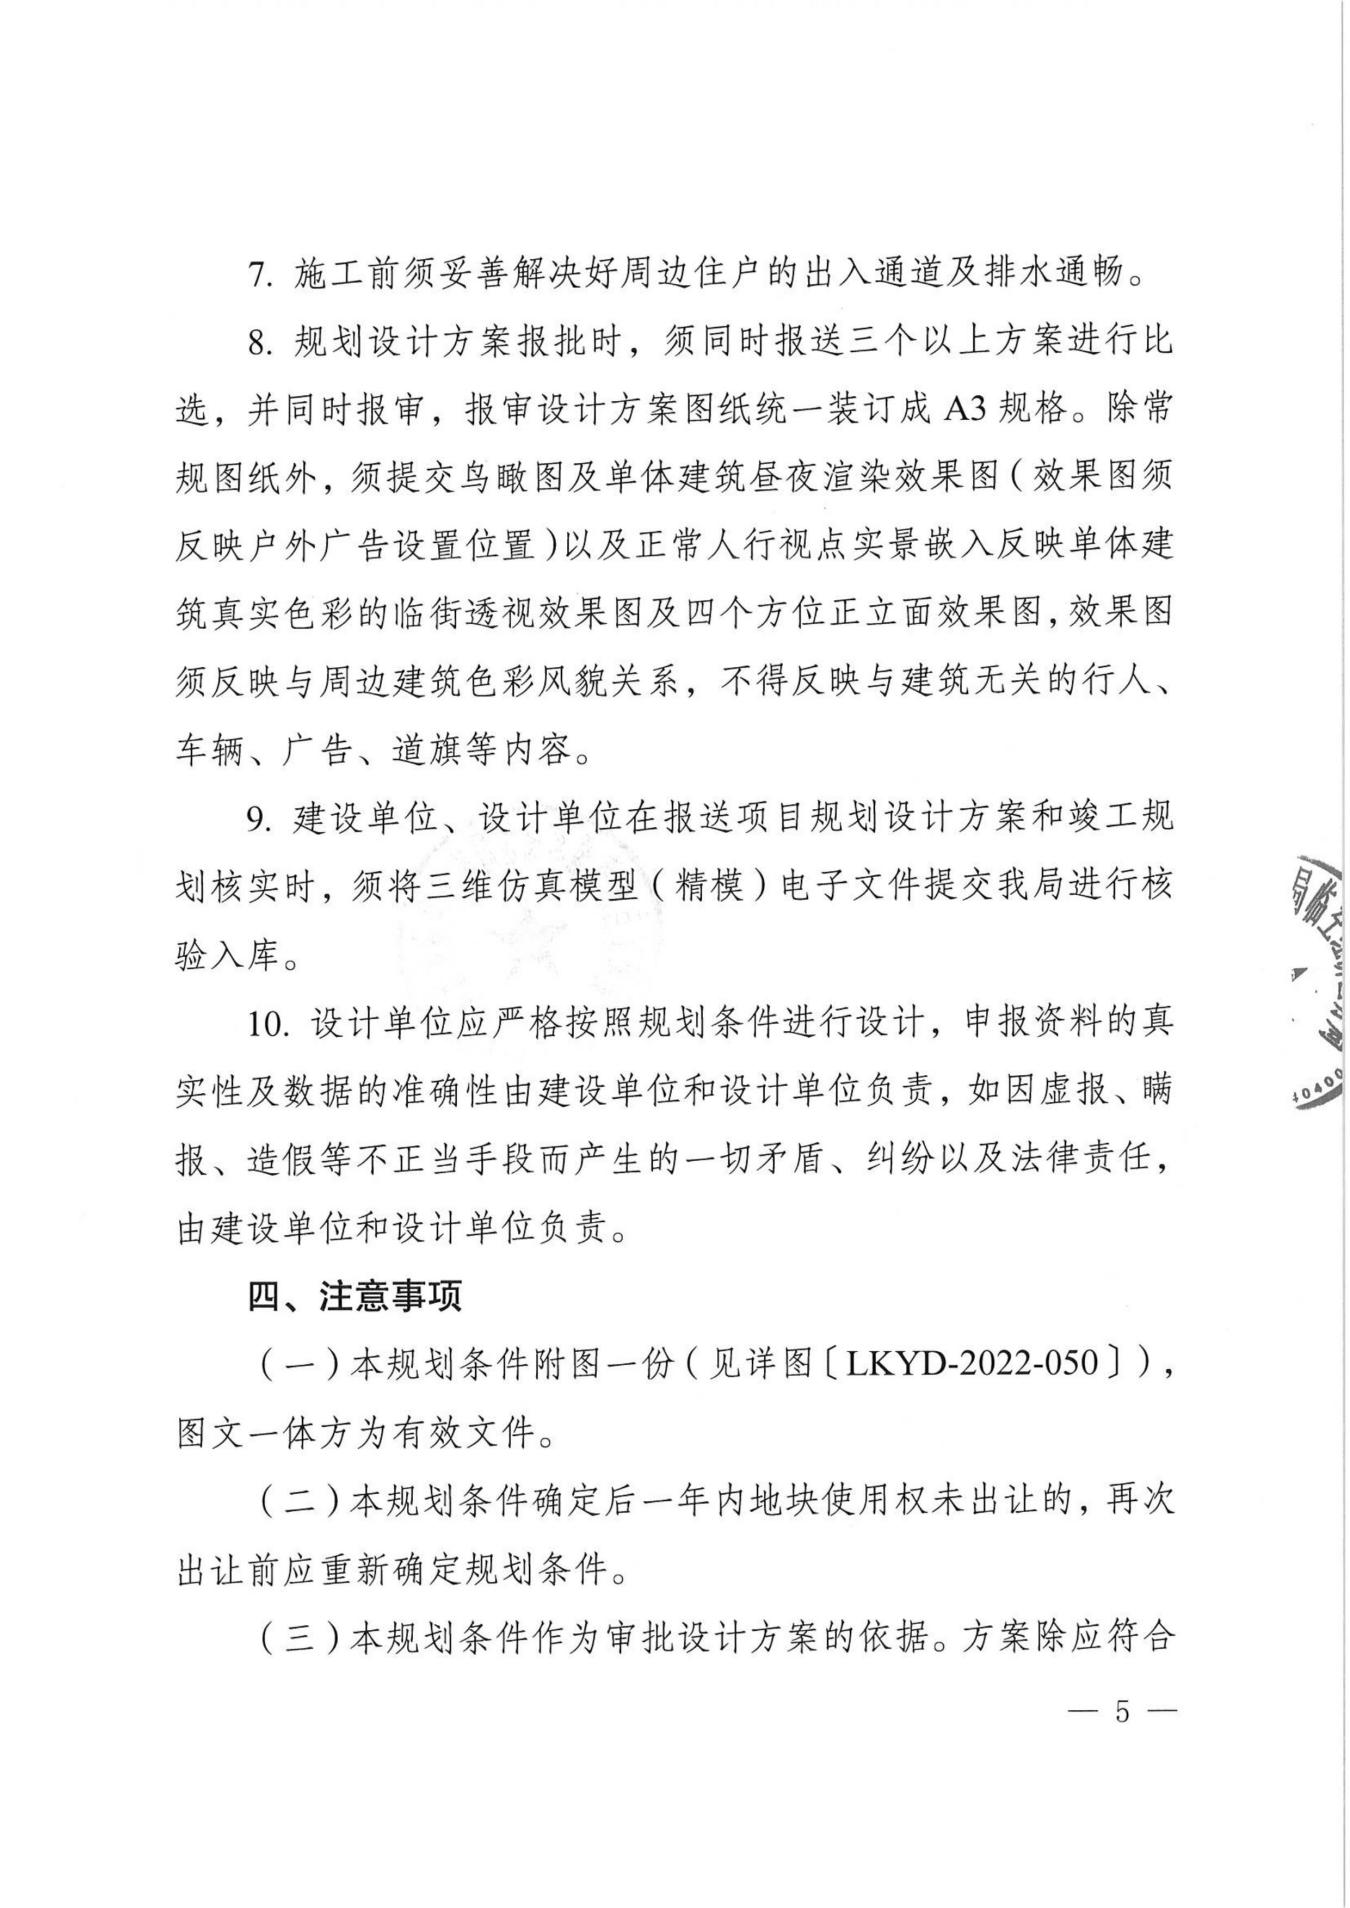 7. 施工前须妥善解决好周边住户的出入通道及排水通畅。
8. 规划设计方案报批时，须同时报送三个以上方案进行比
选，并同时报审，报审设计方案图纸统一装订成 A3 规格。除常
规图纸外，须提交鸟瞰图及单体建筑昼夜渲染效果图（效果图须
反映户外广告设置位置）以及正常人行视点实景嵌入反映单体建
筑真实色彩的临街透视效果图及四个方位正立面效果图，效果图
须反映与周边建筑色彩风貌关系，不得反映与建筑无关的行人、
车辆、广告、道旗等内容。
9. 建设单位、设计单位在报送项目规划设计方案和竣工规
划核实时，须将三维仿真模型（精模）电子文件提交我局进行核
验入库。
10. 设计单位应严格按照规划条件进行设计，申报资料的真
实性及数据的准确性由建设单位和设计单位负责，如因虚报、瞒
报、造假等不正当手段而产生的一切矛盾、纠纷以及法律责任，
由建设单位和设计单位负责。
四、注意事项
（一）本规划条件附图一份（见详图〔LKYD-2022-050〕），
图文一体方为有效文件。
（二）本规划条件确定后一年内地块使用权未出让的，再次
出让前应重新确定规划条件。
（三）本规划条件作为审批设计方案的依据。方案除应符合
— 5 —